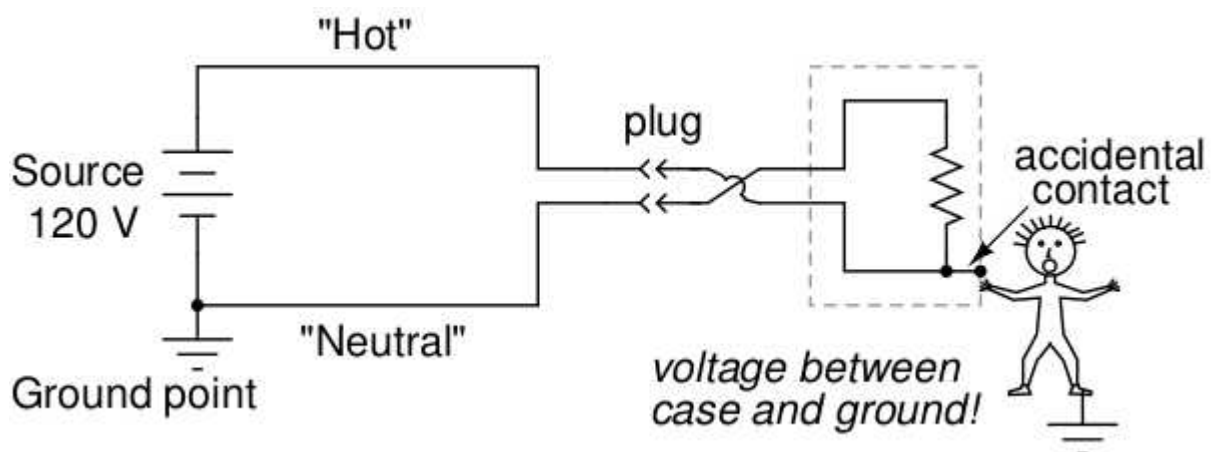 "Hot"
plug
Source
120 V
accidental
contact
"Neutral"
Ground point
voltage between
case and ground!